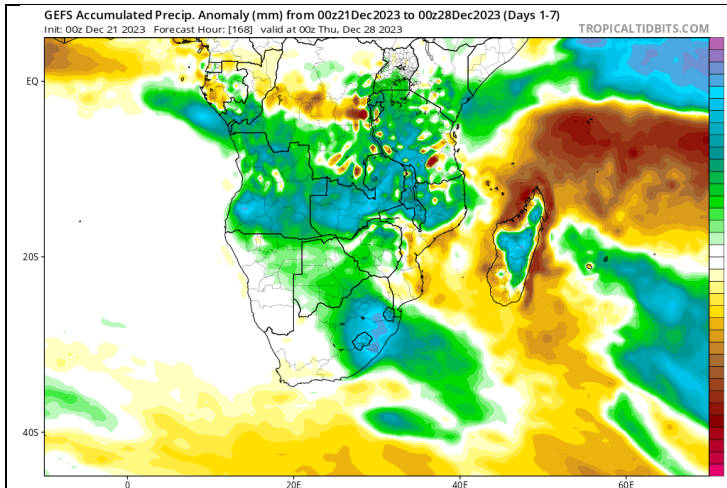 GEFS Accumulated Precip. Anomaly (mm) from 00z21Dec2023 to 00z28Dec2023 (Days 1-7)
Init: 00z Dec 21 2023 Forecast Hour: [168] valid at 00z Thu, Dec 28 2023
TROPICALTIDBITS.COM
EQ
20S
40S
0
20E
40E
60E